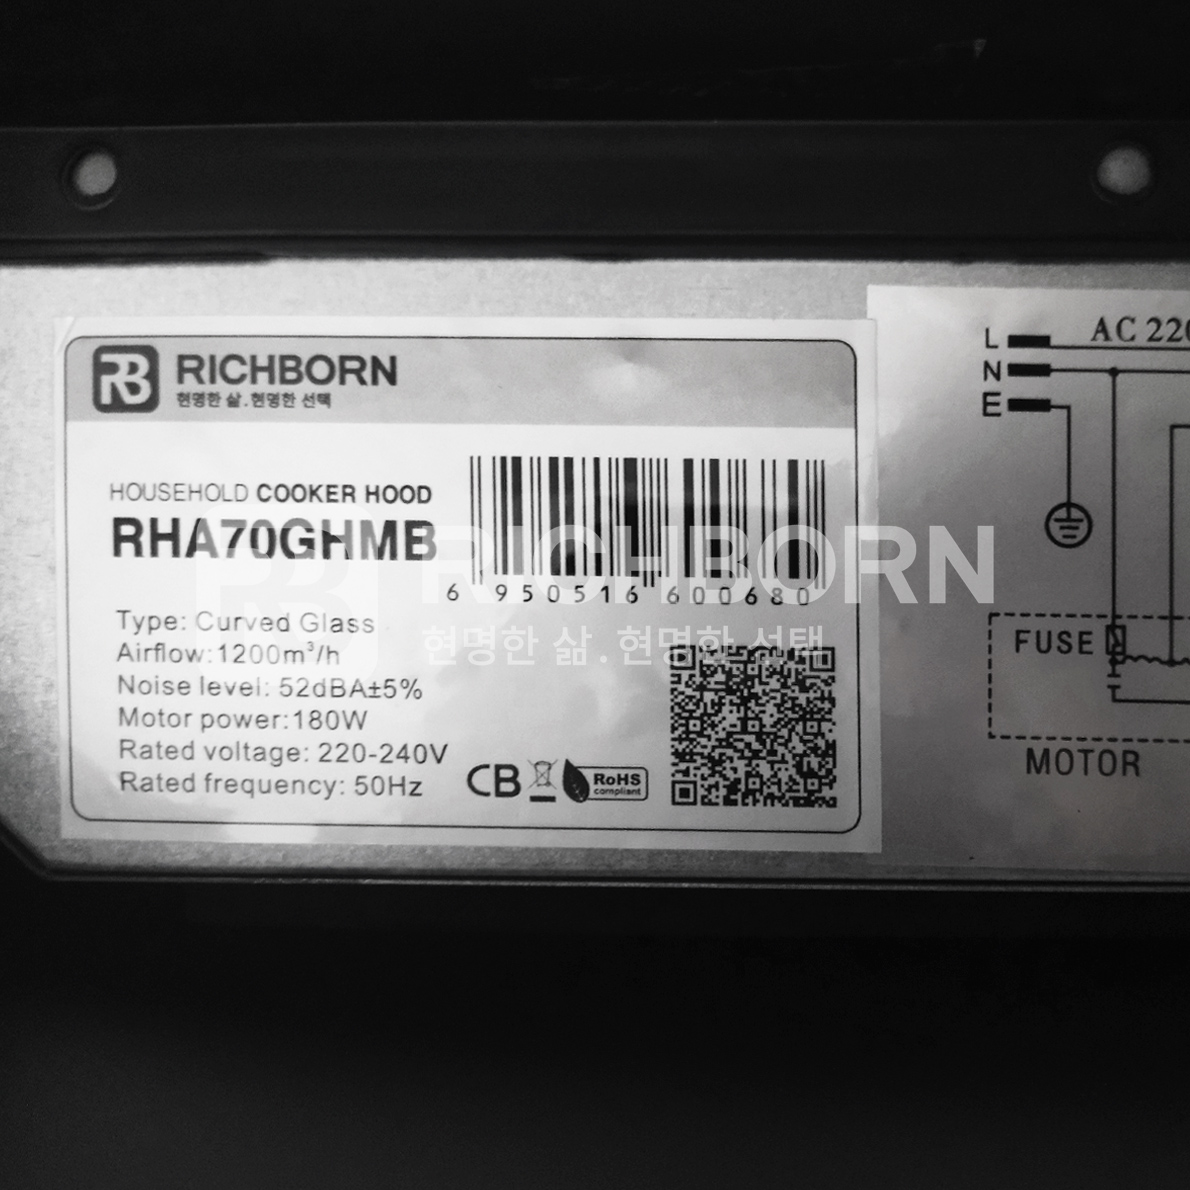 RB RICHBORN
현명한 삶.현명한 선택
HOUSEHOLD COOKER HOOD
RHA70GHMB
6 950516 600680
Type: Curved Glass
Airflow:1200m³/h
Noise level: 52dBA±5%
Motor power:180W
Rated voltage: 220-240V
Rated frequency: 50Hz
CB
RoHS
compliant
RB RICHBORN
현명한 삶.현명한 선택
L
AC 220
N
E
FUSE
MOTOR